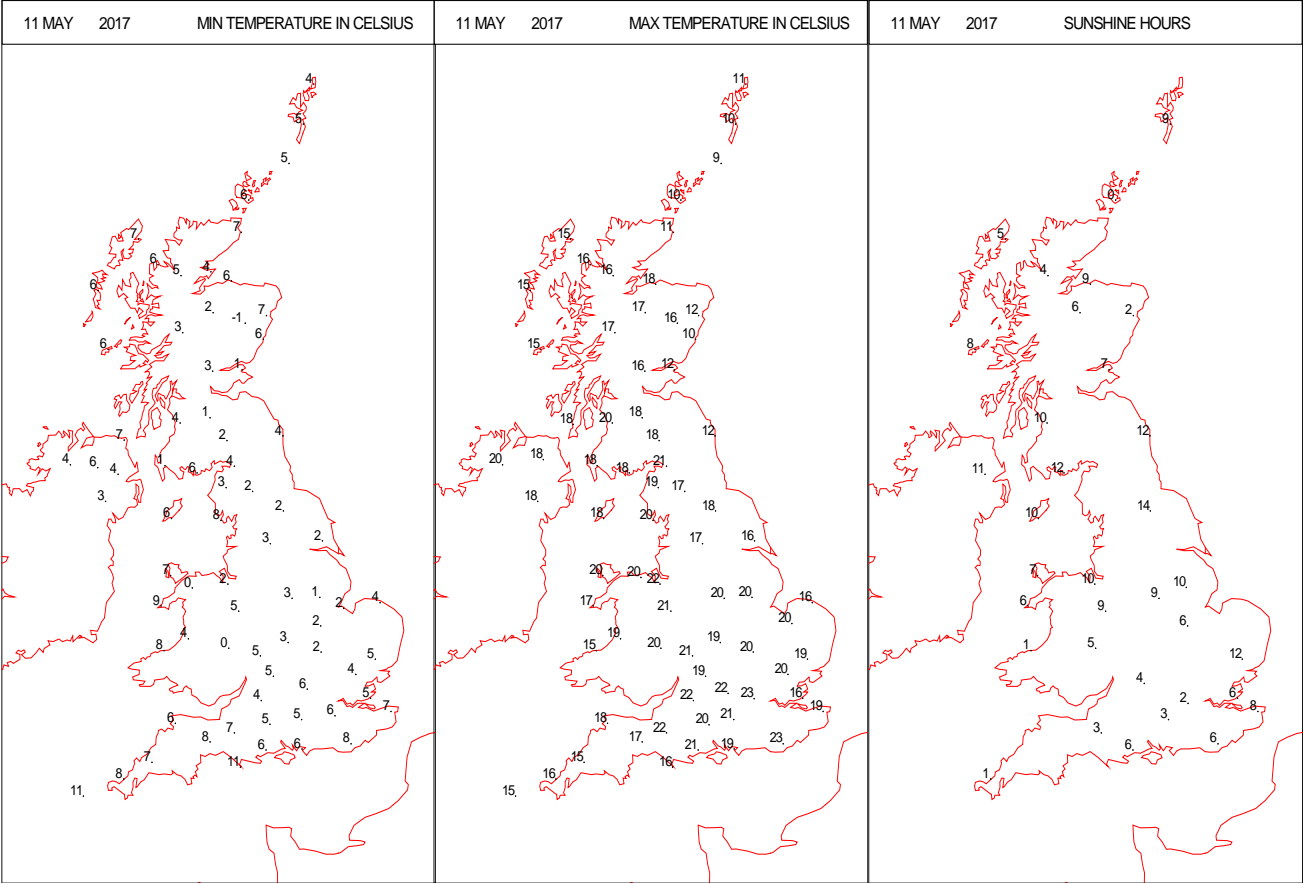 11 MAY 2017 MIN TEMPERATURE IN CELSIUS
4
5
5
6
7
7
6
5 4
6
6
2 -1 7
3 6
6
3 1
1
4
7 2 4
4 6 4 1 6 4
3 3 2
6 8 2
3 2
7 0 2
9 5 3 1 2 4
2
4 3
8 0 5 2 5
5 4
4 6 5
6 5 5 6 7
8 7
7 6 6 8
8 11
11
11 MAY 2017 MAX TEMPERATURE IN CELSIUS
11
10
9
10
11
15
16 16
15 18
17 16 12
17 10
15
16 12
18 20 18
18 12
20 18 18 18 21
18 19 17
18 20 18
17 16
20 20 22
17 21 20 20 16
20
19 19
15 20 21 20 19
19 20
22 22 23 16
18 20 21 19
17 22
15 21 19 23
16 16
15
11 MAY 2017 SUNSHINE HOURS
9
5
4 9
6 2
8
7
10
12
11 12
10 14
7 10 10
6 9 9
6
1 5 12
4
2 6
3 3 8
6 6
1